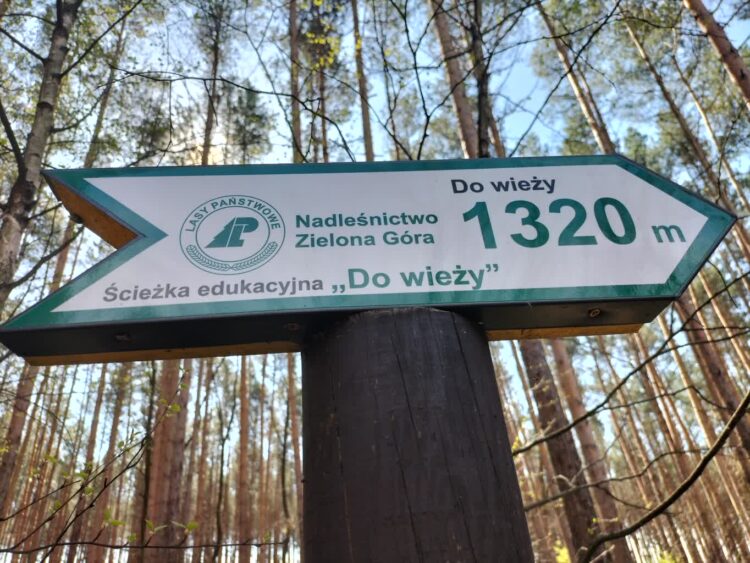 LASY PAŃSTWOWE
Nadleśnictwo
Zielona Góra
Do wieży
1320 m
Ścieżka edukacyjna „Do wieży”